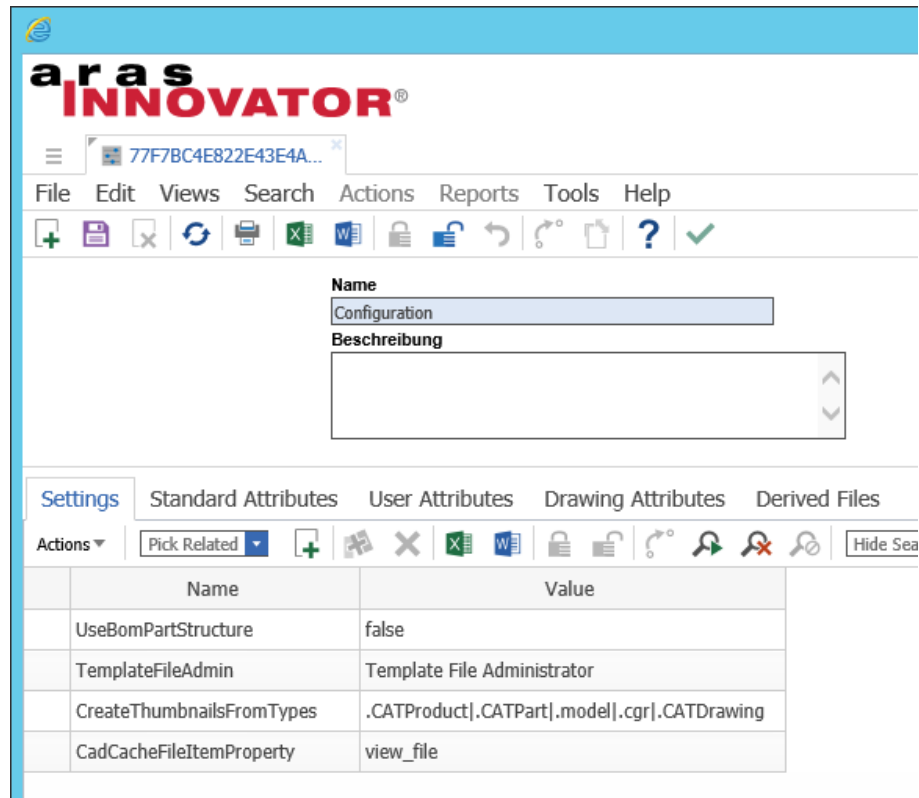 aras
INNOVATOR®
77F7BC4E822E43E4A...
File Edit Views Search Actions Reports Tools Help
Name
Configuration
Beschreibung
Settings Standard Attributes User Attributes Drawing Attributes Derived Files
Actions Pick Related Hide Sea
Name Value
UseBomPartStructure false
TemplateFileAdmin Template File Administrator
CreateThumbnailsFromTypes .CATProduct|.CATPart|.model|.cgr|.CATDrawing
CadCacheFileItemProperty view_file